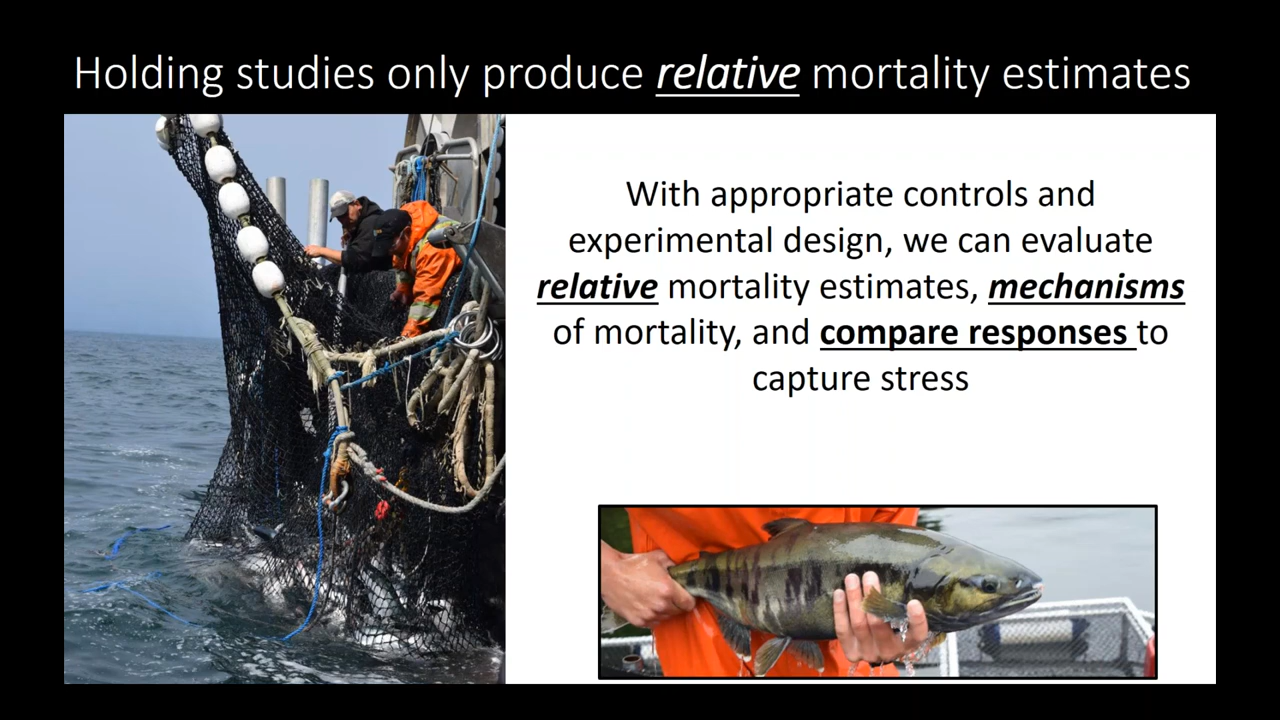 Holding studies only produce relative mortality estimates
With appropriate controls and
experimental design, we can evaluate
relative mortality estimates, mechanisms
of mortality, and compare responses to
capture stress